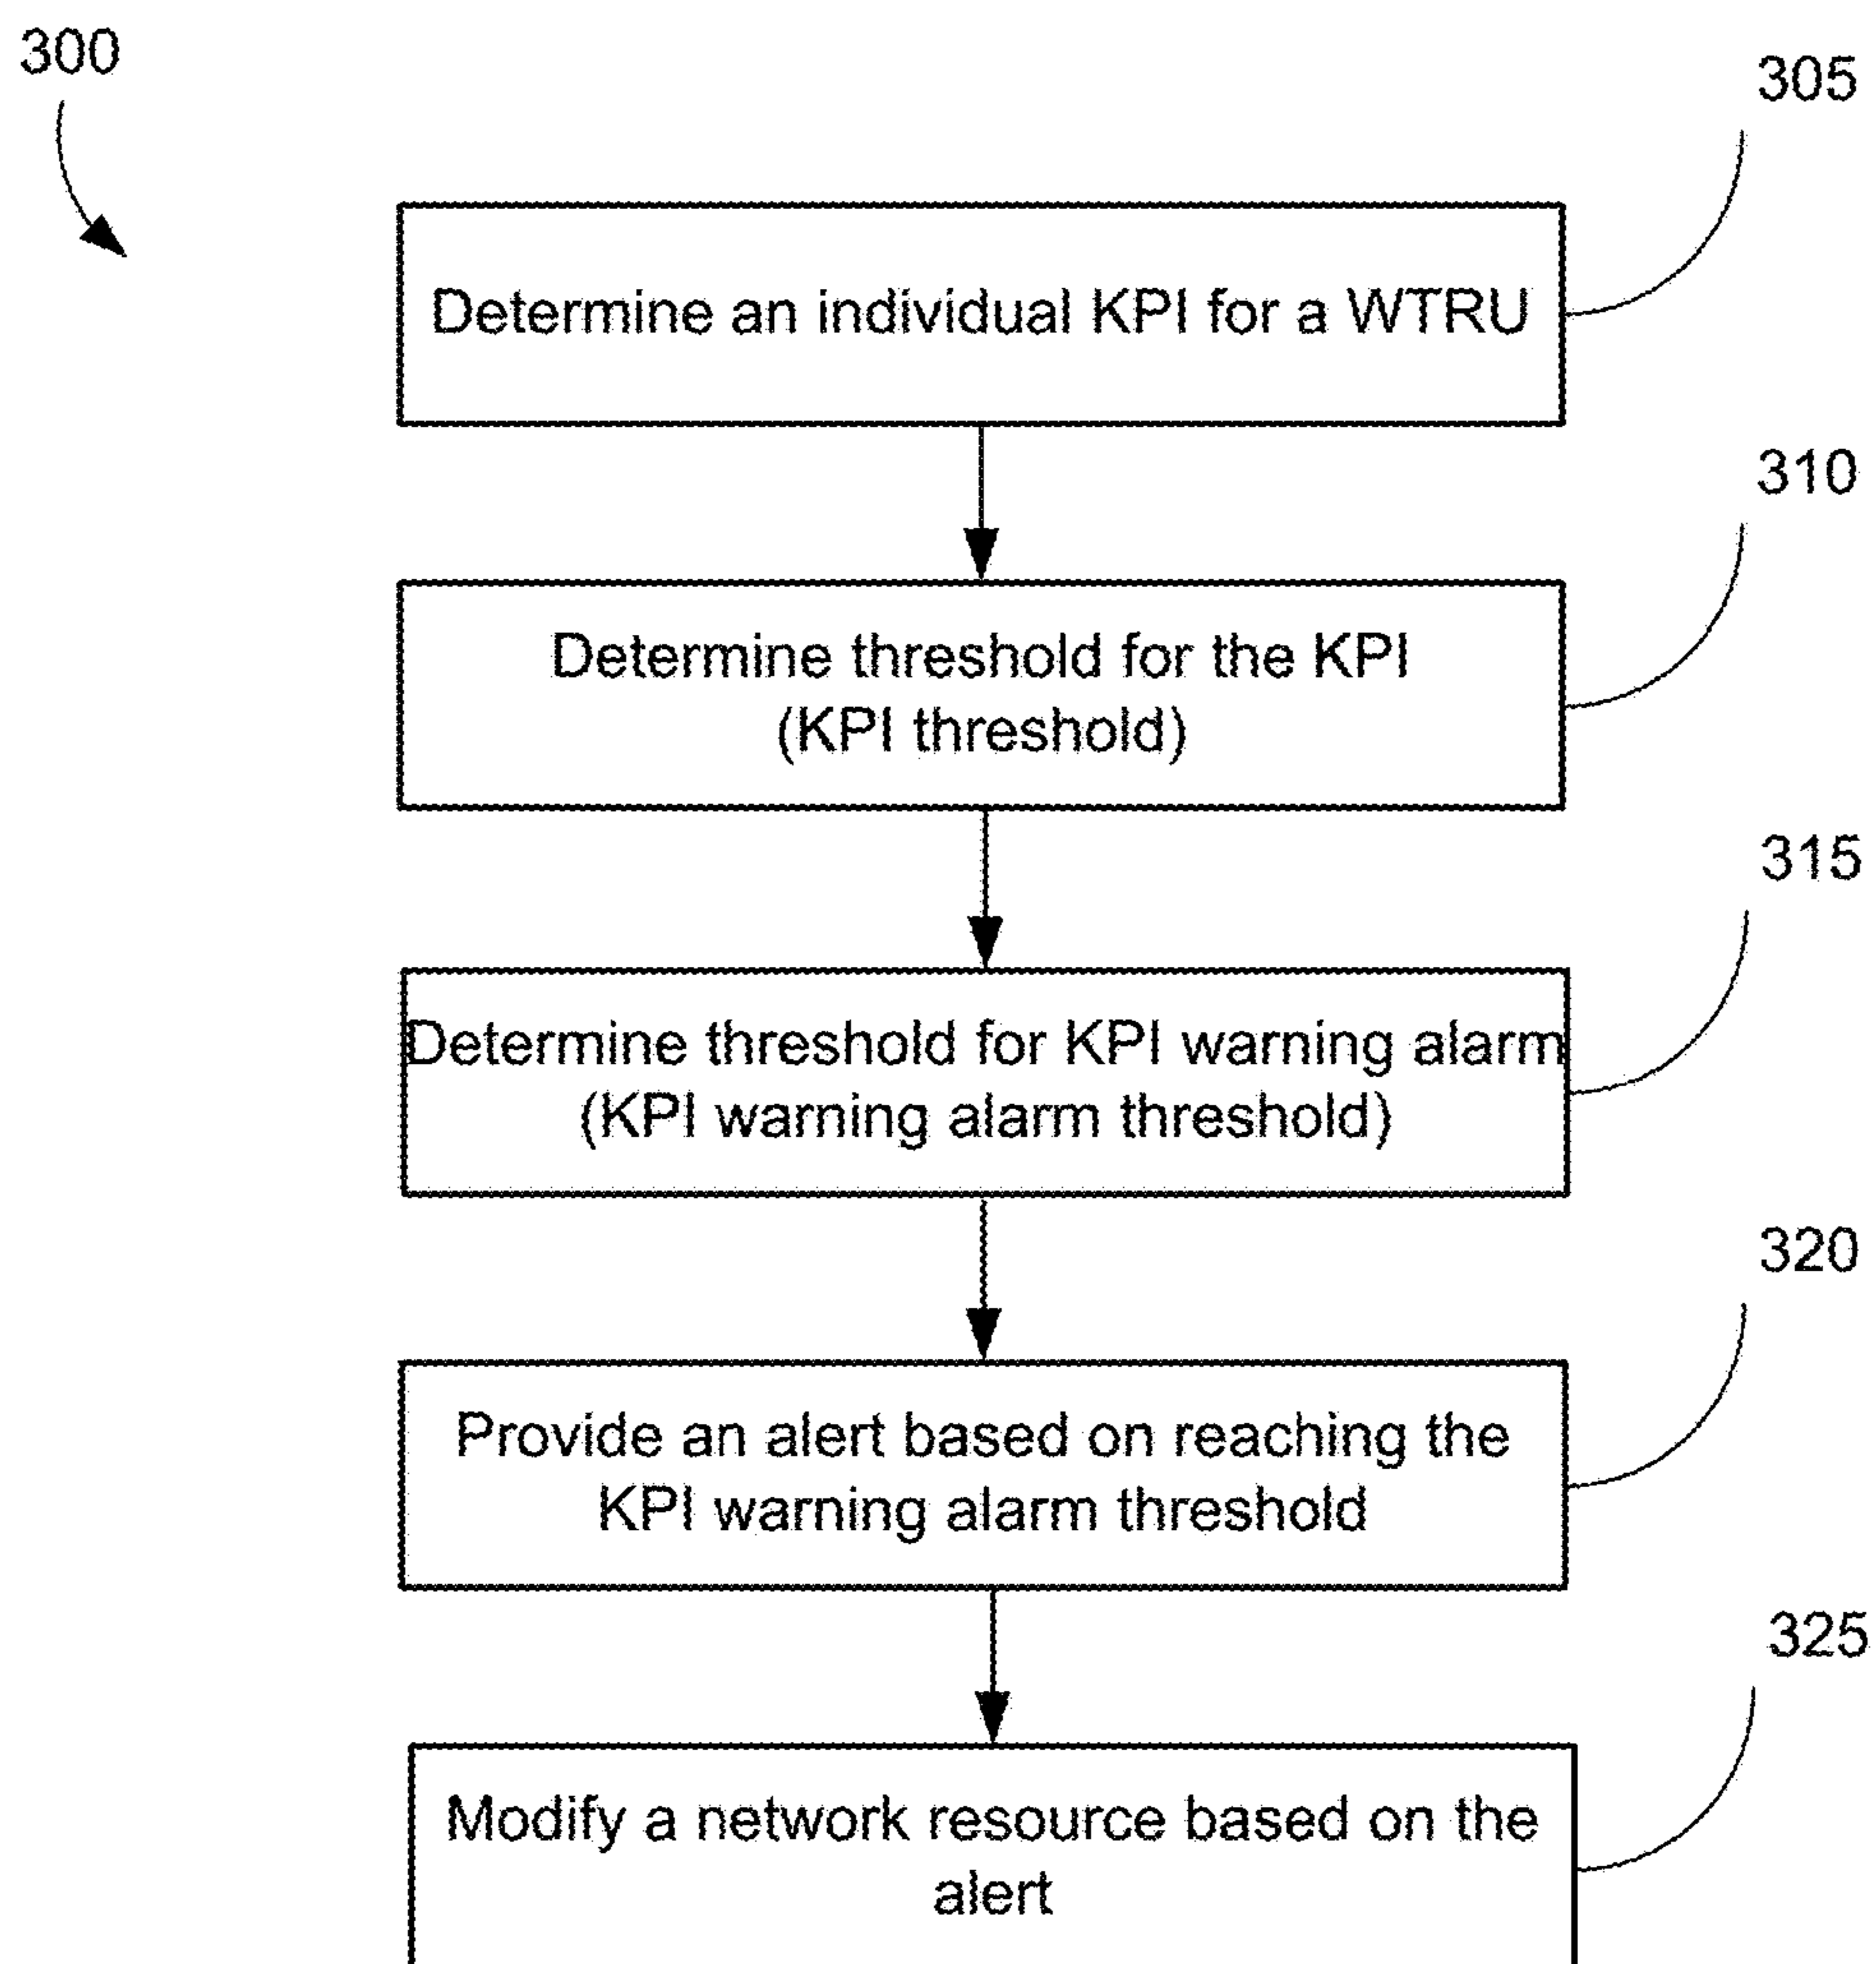 300
305
Determine an individual KPI for a WTRU
310
Determine threshold for the KPI
(KPI threshold)
315
Determine threshold for KPI warning alarm
(KPI warning alarm threshold)
320
Provide an alert based on reaching the
KPI warning alarm threshold
325
Modify a network resource based on the
alert